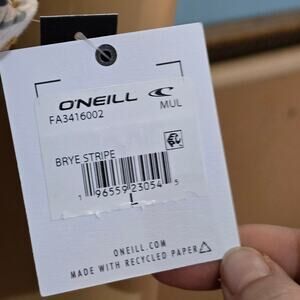 O'NEILL
FA3416002 MUL
BRYE STRIPE
1 96559 23054 5
L
ONEILL.COM
MADE WITH RECYCLED PAPER